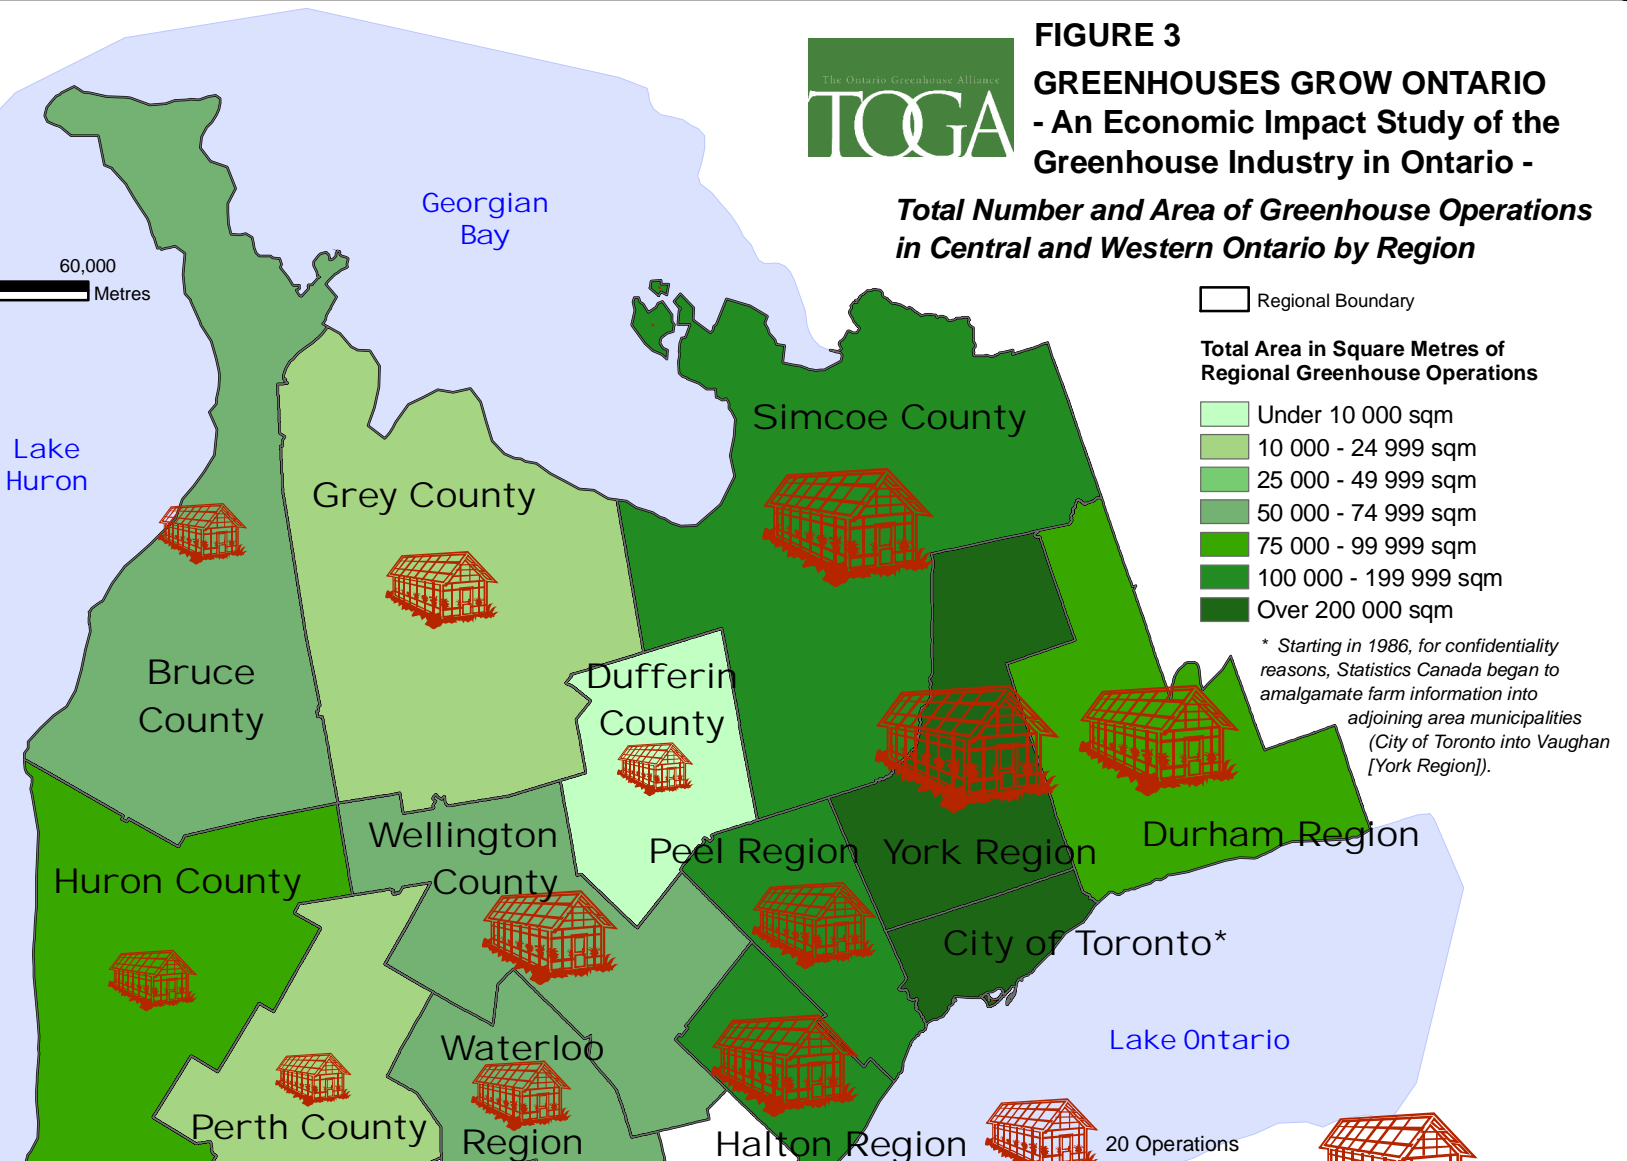 FIGURE 3
The Ontario Greenhouse Alliance
TOGA
GREENHOUSES GROW ONTARIO
- An Economic Impact Study of the
Greenhouse Industry in Ontario -
Total Number and Area of Greenhouse Operations
in Central and Western Ontario by Region
Georgian
Bay
60,000
Metres
Regional Boundary
Total Area in Square Metres of
Regional Greenhouse Operations
Under 10 000 sqm
10 000 - 24 999 sqm
25 000 - 49 999 sqm
50 000 - 74 999 sqm
75 000 - 99 999 sqm
100 000 - 199 999 sqm
Over 200 000 sqm
* Starting in 1986, for confidentiality
reasons, Statistics Canada began to
amalgamate farm information into
adjoining area municipalities
(City of Toronto into Vaughan
[York Region]).
Simcoe County
Lake
Huron
Grey County
Bruce
County
Dufferin
County
Wellington
County
Peel Region
York Region
Durham Region
Huron County
City of Toronto*
Waterloo
Region
Lake Ontario
Perth County
Halton Region
20 Operations